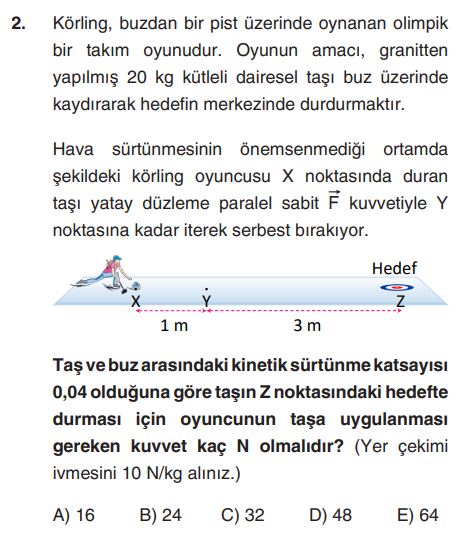 2. Körling, buzdan bir pist üzerinde oynanan olimpik
bir takım oyunudur. Oyunun amacı, granitten
yapılmış 20 kg kütleli dairesel taşı buz üzerinde
kaydırarak hedefin merkezinde durdurmaktır.
Hava sürtünmesinin önemsenmediği ortamda
şekildeki körling oyuncusu X noktasında duran
taşı yatay düzleme paralel sabit F⃗ kuvvetiyle Y
noktasına kadar iterek serbest bırakıyor.
Hedef
X Y Z
1 m 3 m
Taş ve buz arasındaki kinetik sürtünme katsayısı
0,04 olduğuna göre taşın Z noktasındaki hedefte
durması için oyuncunun taşa uygulanması
gereken kuvvet kaç N olmalıdır? (Yer çekimi
ivmesini 10 N/kg alınız.)
A) 16 B) 24 C) 32 D) 48 E) 64